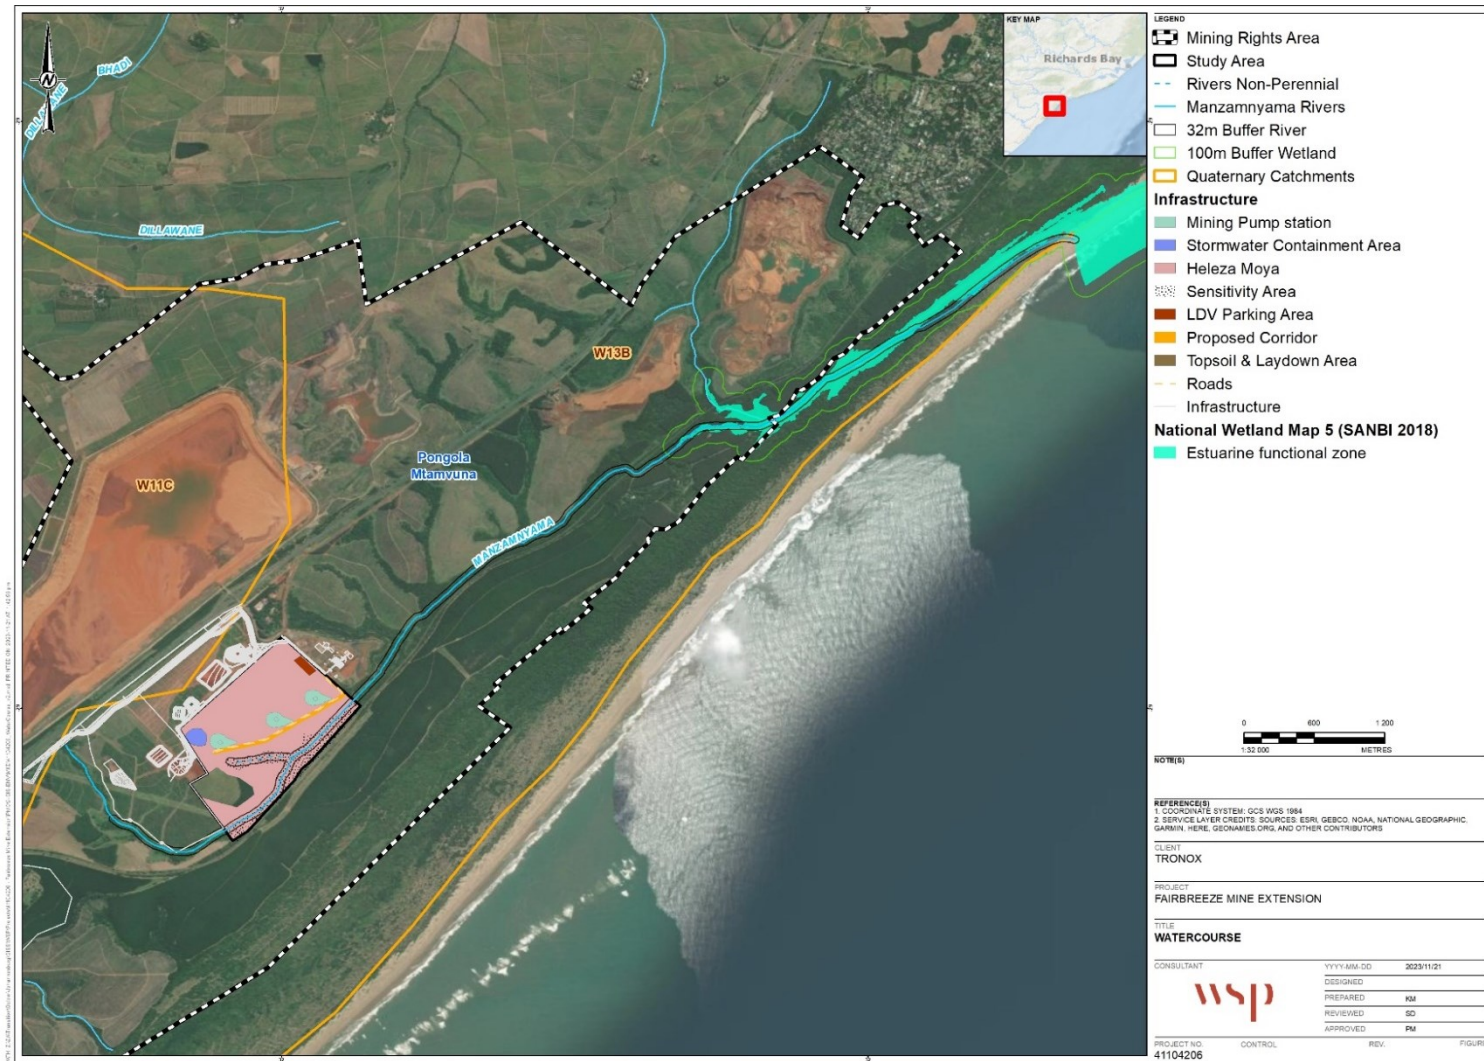 KEY MAP
Richards Bay
N
BHADI
DILLAWANE
DILLAWANE
W13B
W11C
Pongola
Mtamvuna
MANZAMNYAMA
LEGEND
Mining Rights Area
Study Area
Rivers Non-Perennial
Manzamnyama Rivers
32m Buffer River
100m Buffer Wetland
Quaternary Catchments
Infrastructure
Mining Pump station
Stormwater Containment Area
Heleza Moya
Sensitivity Area
LDV Parking Area
Proposed Corridor
Topsoil & Laydown Area
Roads
Infrastructure
National Wetland Map 5 (SANBI 2018)
Estuarine functional zone
0 600 1 200
1:32 000 METRES
NOTE(S)
REFERENCE(S)
1. COORDINATE SYSTEM: GCS WGS 1984
2. SERVICE LAYER CREDITS: SOURCES: ESRI, GEBCO, NOAA, NATIONAL GEOGRAPHIC,
GARMIN, HERE, GEONAMES.ORG, AND OTHER CONTRIBUTORS
CLIENT
TRONOX
PROJECT
FAIRBREEZE MINE EXTENSION
TITLE
WATERCOURSE
CONSULTANT
wsp
YYYY-MM-DD 2023/11/21
DESIGNED
PREPARED KM
REVIEWED SD
APPROVED PM
PROJECT NO. CONTROL REV. FIGURE
41104206